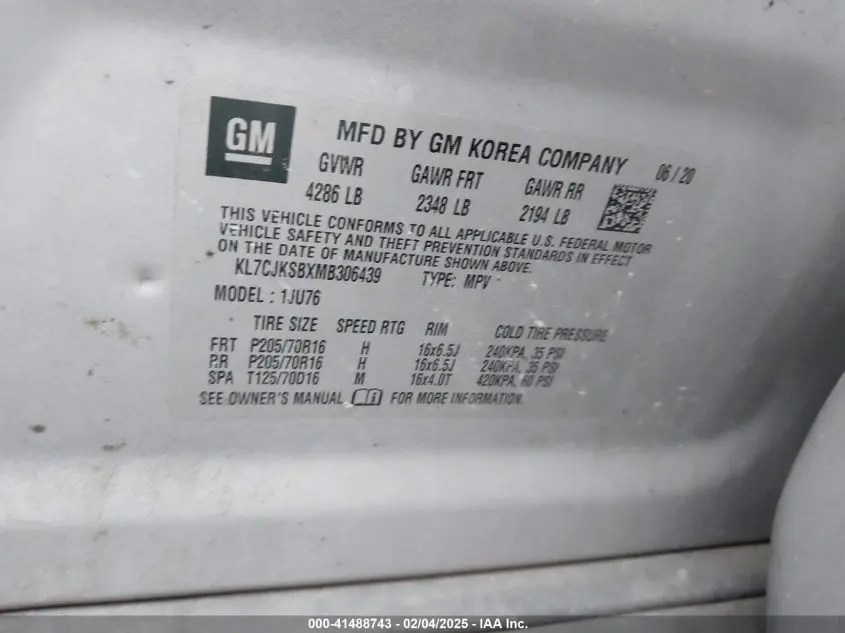 GM
MFD BY GM KOREA COMPANY 06/20
GVWR GAWR FRT GAWR RR
4286 LB 2348 LB 2194 LB
THIS VEHICLE CONFORMS TO ALL APPLICABLE U.S. FEDERAL MOTOR
VEHICLE SAFETY AND THEFT PREVENTION STANDARDS IN EFFECT
ON THE DATE OF MANUFACTURE SHOWN ABOVE.
KL7CJKSBXMB306439 TYPE: MPV
MODEL : 1JU76
TIRE SIZE SPEED RTG RIM COLD TIRE PRESSURE
FRT P205/70R16 H 16x6.5J 240KPA, 35 PSI
RR P205/70R16 H 16x6.5J 240KPA, 35 PSI
SPA T125/70D16 M 16x4.0T 420KPA, 60 PSI
SEE OWNER'S MANUAL FOR MORE INFORMATION.
000-41488743 - 02/04/2025 - IAA Inc.